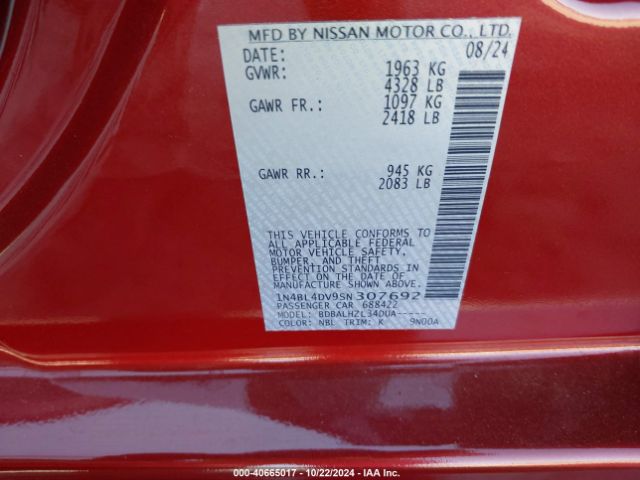 MFD BY NISSAN MOTOR CO., LTD.
DATE: 08/24
GVWR: 1963 KG
4328 LB
GAWR FR.: 1097 KG
2418 LB
GAWR RR.: 945 KG
2083 LB
THIS VEHICLE CONFORMS TO
ALL APPLICABLE FEDERAL
MOTOR VEHICLE SAFETY,
BUMPER, AND THEFT
PREVENTION STANDARDS IN
EFFECT ON THE DATE OF
MANUFACTURE SHOWN ABOVE.
1N4BL4DV9SN307692
PASSENGER CAR 688422
MODEL: BDBALHZL34DUA-----
COLOR: NBL TRIM: K 9N00A
00-40665017 - 10/22/2024 - IAA Inc.